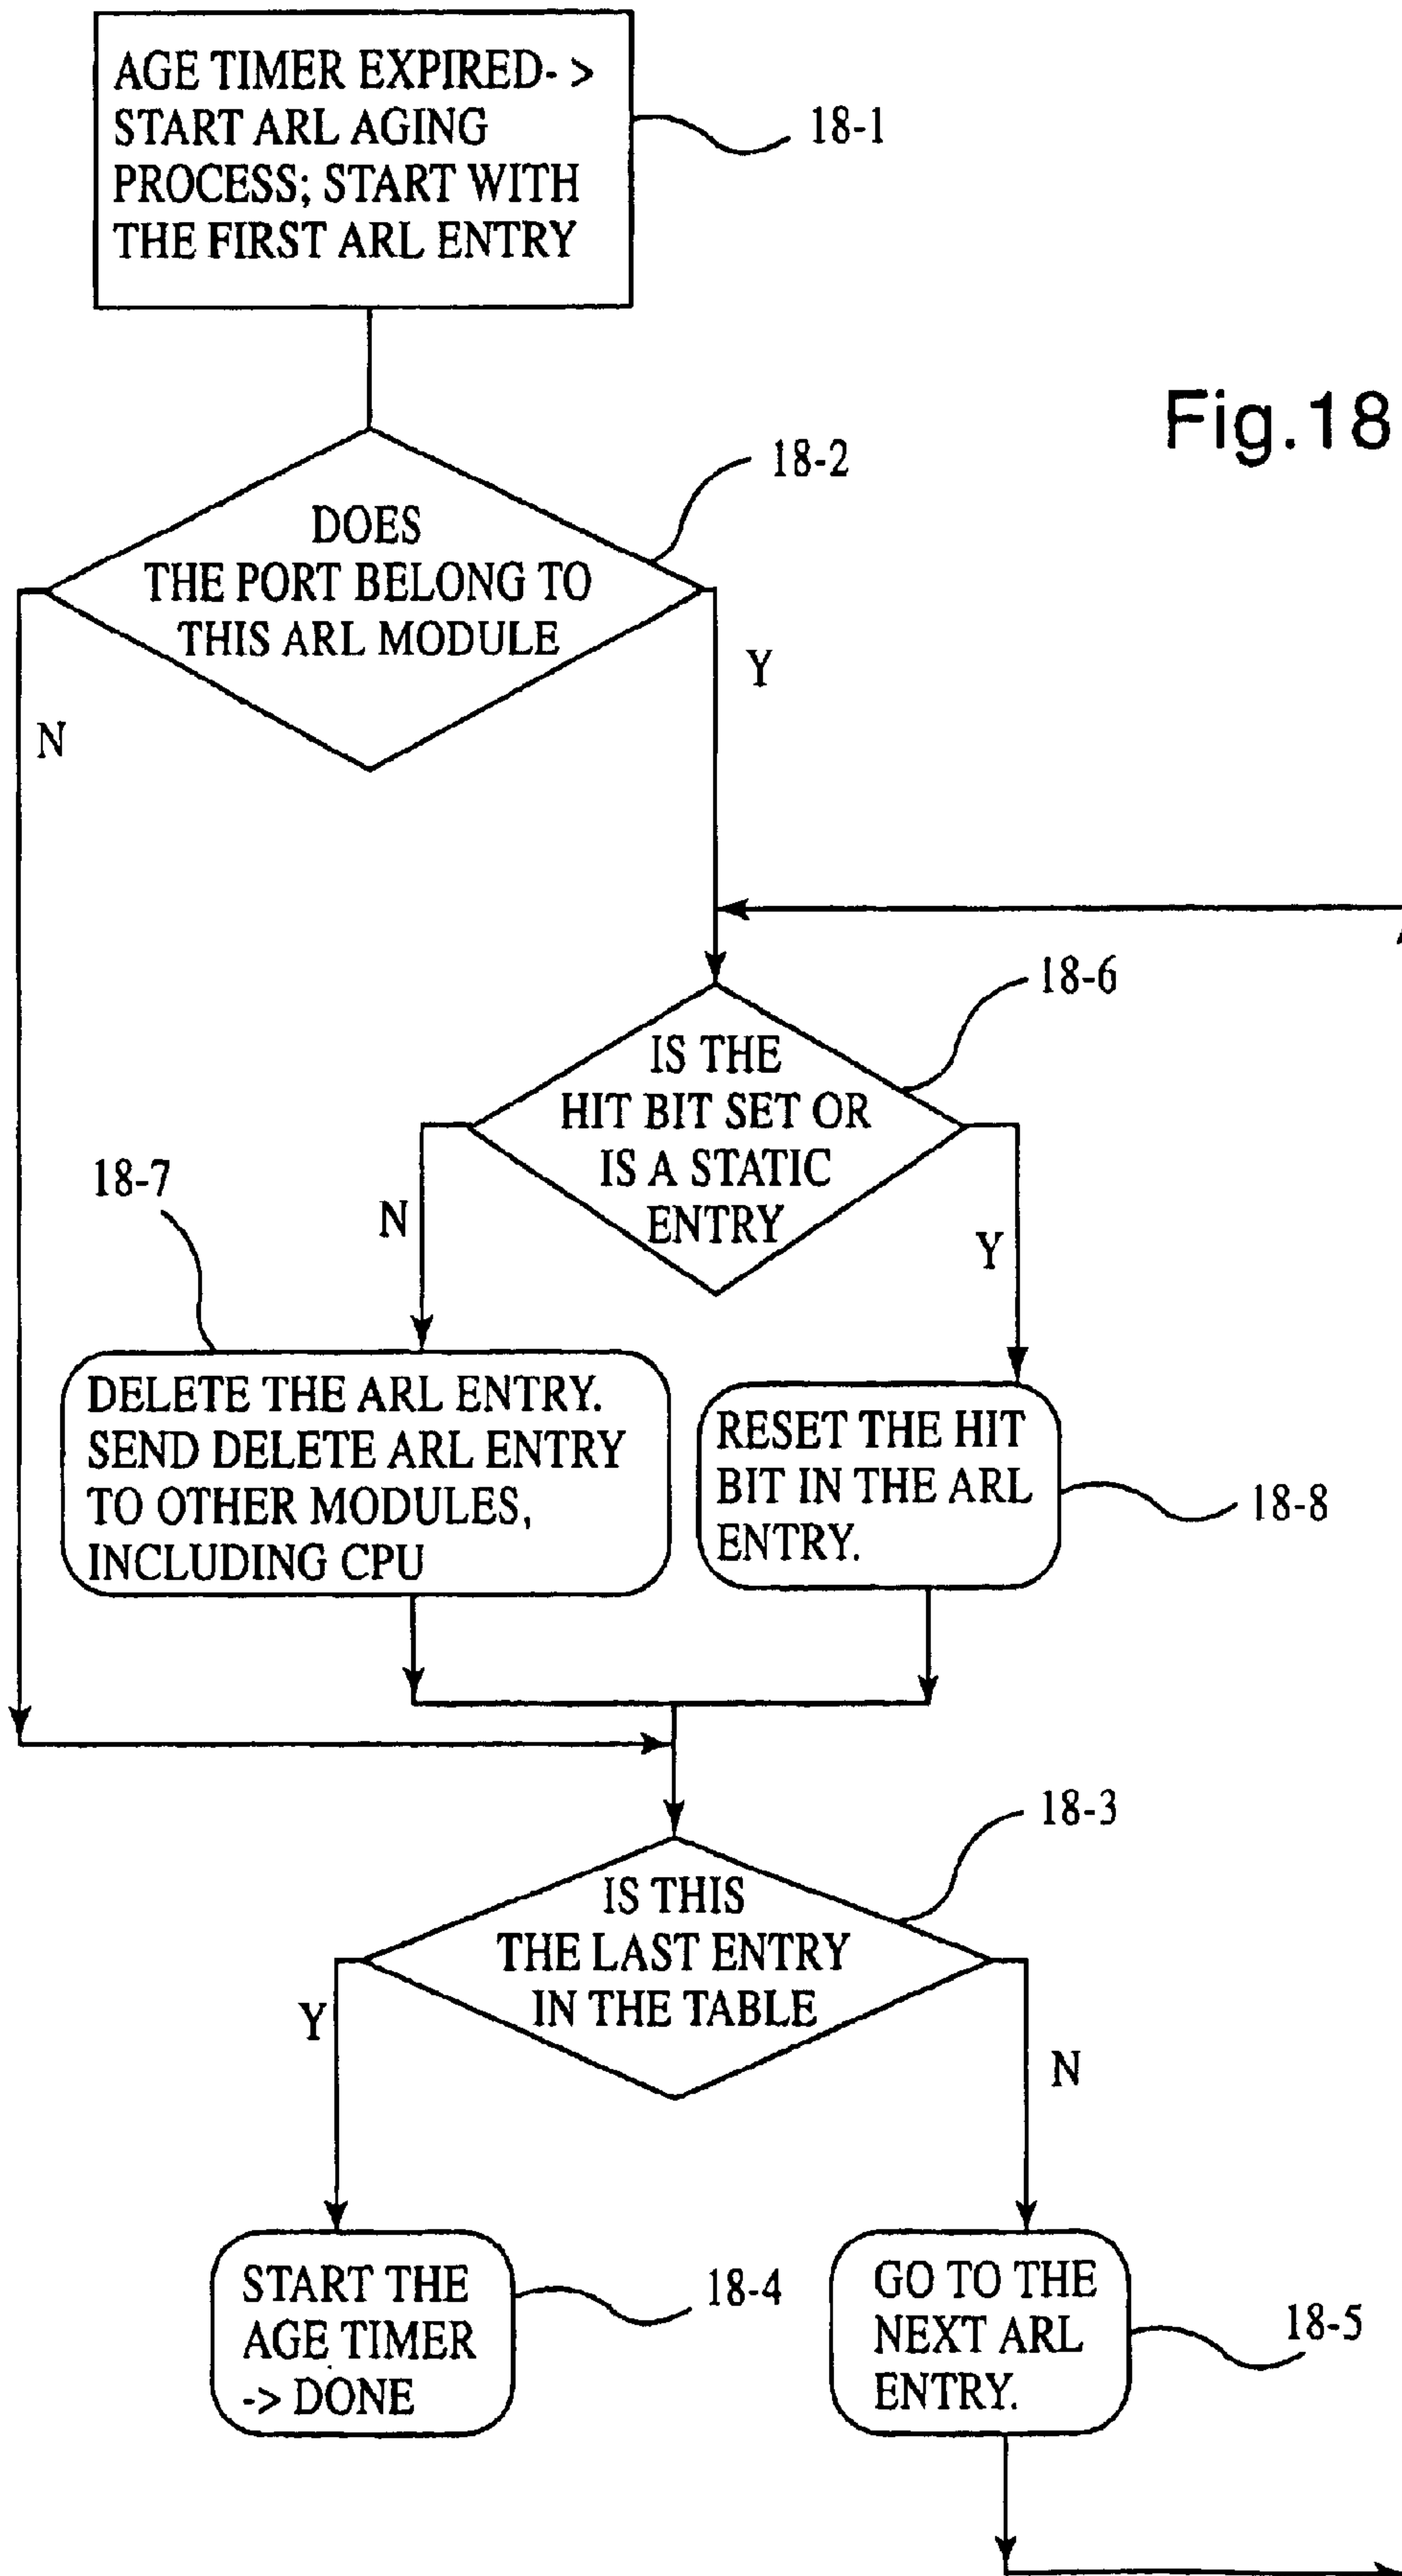 AGE TIMER EXPIRED- >
START ARL AGING
PROCESS; START WITH
THE FIRST ARL ENTRY
18-1
Fig.18
18-2
DOES
THE PORT BELONG TO
THIS ARL MODULE
Y
N
18-6
IS THE
HIT BIT SET OR
IS A STATIC
ENTRY
18-7
N
Y
DELETE THE ARL ENTRY.
SEND DELETE ARL ENTRY
TO OTHER MODULES,
INCLUDING CPU
RESET THE HIT
BIT IN THE ARL
ENTRY.
18-8
18-3
IS THIS
THE LAST ENTRY
IN THE TABLE
Y
N
START THE
AGE TIMER
-> DONE
18-4
GO TO THE
NEXT ARL
ENTRY.
18-5